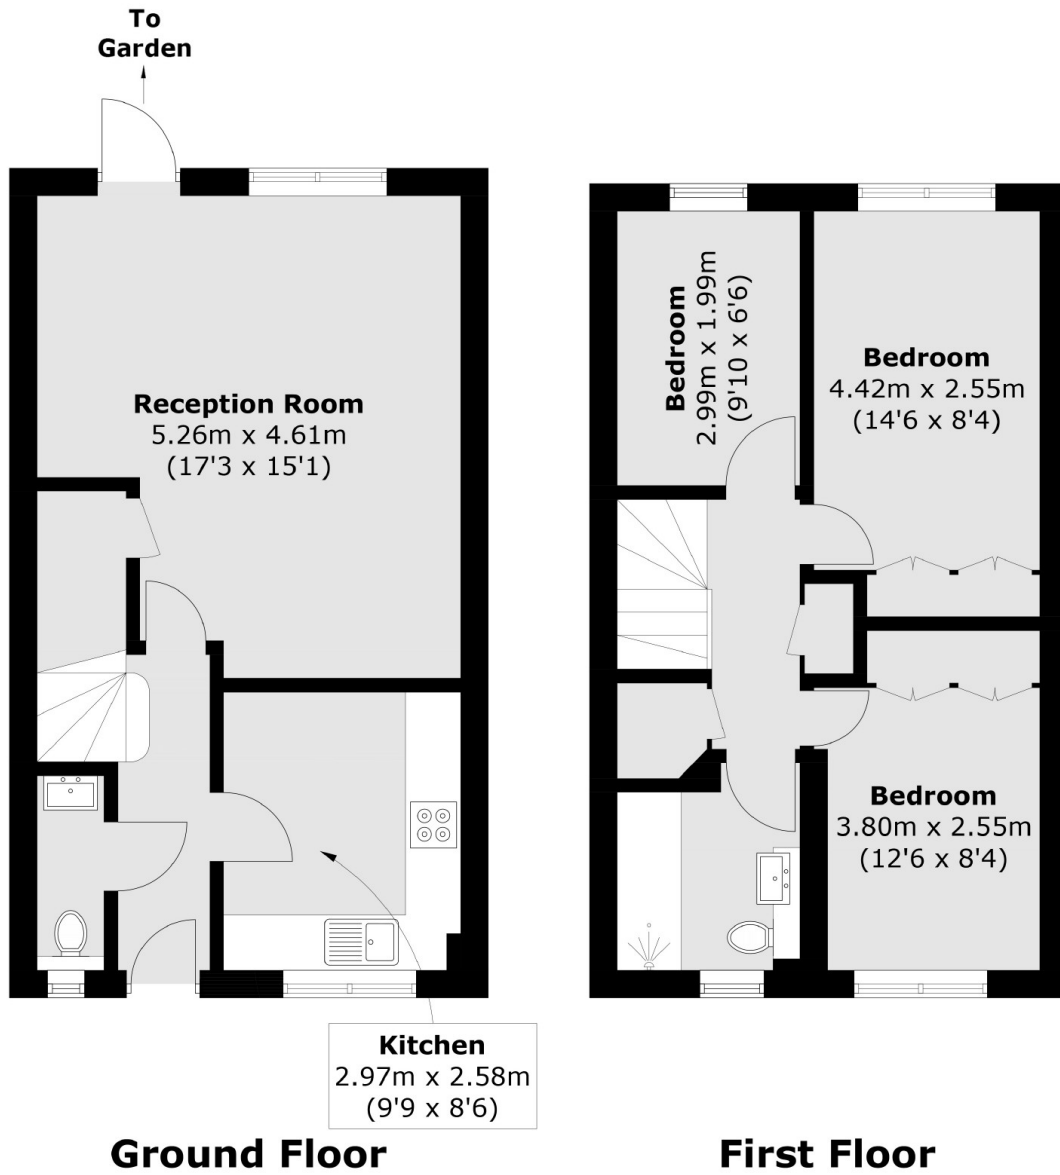 To
Garden
Reception Room
5.26m x 4.61m
(17'3 x 15'1)
Kitchen
2.97m x 2.58m
(9'9 x 8'6)
Ground Floor
Bedroom
2.99m x 1.99m
(9'10 x 6'6)
Bedroom
4.42m x 2.55m
(14'6 x 8'4)
Bedroom
3.80m x 2.55m
(12'6 x 8'4)
First Floor